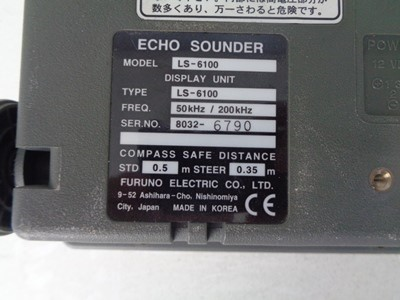 数多くあり、万一さわると危険です。
POW
12 V
ECHO SOUNDER
MODEL LS-6100
DISPLAY UNIT
TYPE LS-6100
FREQ. 50kHz / 200kHz
SER.NO. 8032- 6790
COMPASS SAFE DISTANCE
STD 0.5 m STEER 0.35 m
FURUNO ELECTRIC CO., LTD.
9-52 Ashihara-Cho. Nishinomiya
City, Japan MADE IN KOREA CE